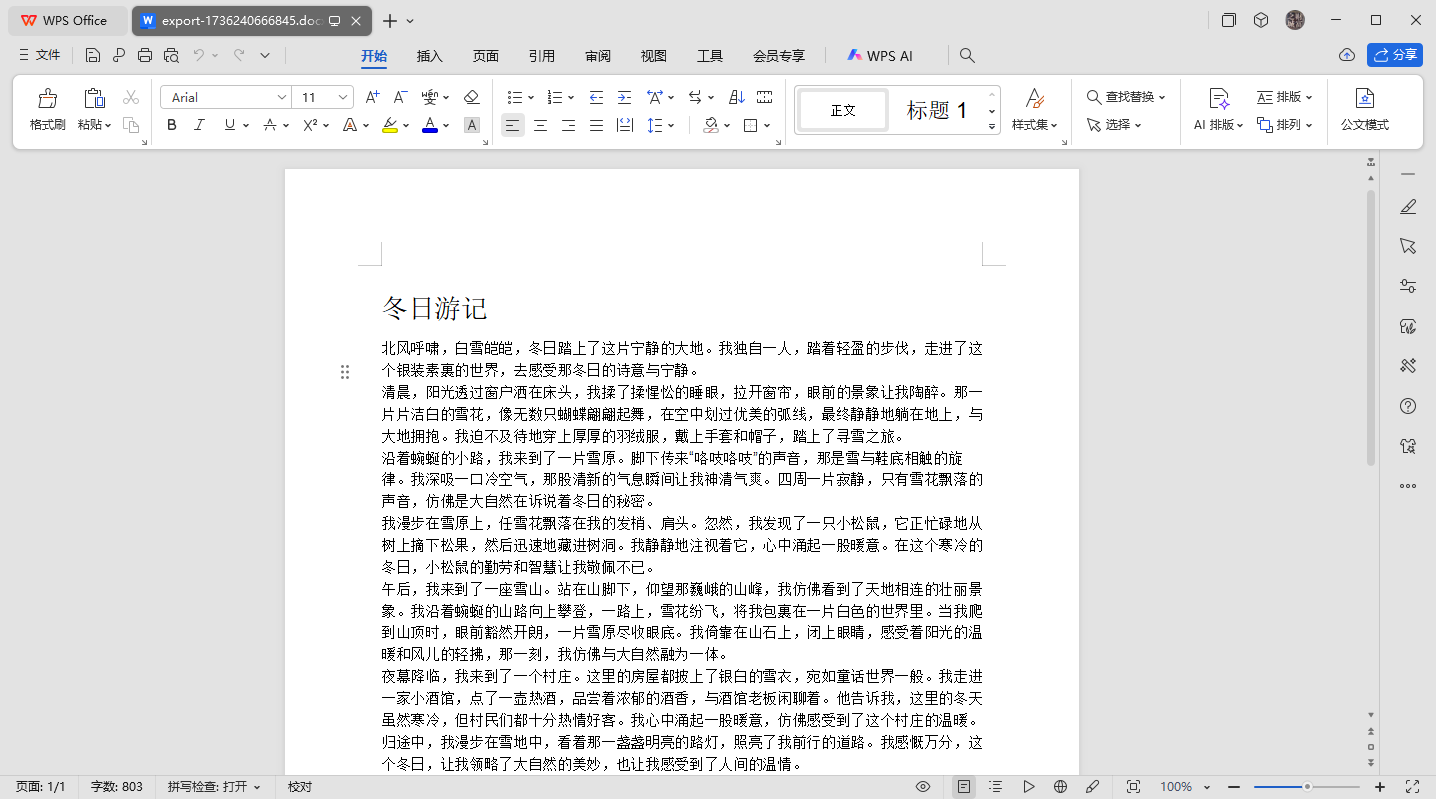 WPS Office
export-1736240666845.doc
文件
开始
插入
页面
引用
审阅
视图
工具
会员专享
WPS AI
分享
格式刷
粘贴
Arial
11
B I U A X² A A A
正文
标题 1
样式集
查找替换
选择
AI 排版
排版
排列
公文模式
冬日游记
北风呼啸，白雪皑皑，冬日踏上了这片宁静的大地。我独自一人，踏着轻盈的步伐，走进了这
个银装素裹的世界，去感受那冬日的诗意与宁静。
清晨，阳光透过窗户洒在床头，我揉了揉惺忪的睡眼，拉开窗帘，眼前的景象让我陶醉。那一
片片洁白的雪花，像无数只蝴蝶翩翩起舞，在空中划过优美的弧线，最终静静地躺在地上，与
大地拥抱。我迫不及待地穿上厚厚的羽绒服，戴上手套和帽子，踏上了寻雪之旅。
沿着蜿蜒的小路，我来到了一片雪原。脚下传来“咯吱咯吱”的声音，那是雪与鞋底相触的旋
律。我深吸一口冷空气，那股清新的气息瞬间让我神清气爽。四周一片寂静，只有雪花飘落的
声音，仿佛是大自然在诉说着冬日的秘密。
我漫步在雪原上，任雪花飘落在我的发梢、肩头。忽然，我发现了一只小松鼠，它正忙碌地从
树上摘下松果，然后迅速地藏进树洞。我静静地注视着它，心中涌起一股暖意。在这个寒冷的
冬日，小松鼠的勤劳和智慧让我敬佩不已。
午后，我来到了一座雪山。站在山脚下，仰望那巍峨的山峰，我仿佛看到了天地相连的壮丽景
象。我沿着蜿蜒的山路向上攀登，一路上，雪花纷飞，将我包裹在一片白色的世界里。当我爬
到山顶时，眼前豁然开朗，一片雪原尽收眼底。我倚靠在山石上，闭上眼睛，感受着阳光的温
暖和风儿的轻拂，那一刻，我仿佛与大自然融为一体。
夜幕降临，我来到了一个村庄。这里的房屋都披上了银白的雪衣，宛如童话世界一般。我走进
一家小酒馆，点了一壶热酒，品尝着浓郁的酒香，与酒馆老板闲聊着。他告诉我，这里的冬天
虽然寒冷，但村民们都十分热情好客。我心中涌起一股暖意，仿佛感受到了这个村庄的温暖。
归途中，我漫步在雪地中，看着那一盏盏明亮的路灯，照亮了我前行的道路。我感慨万分，这
个冬日，让我领略了大自然的美妙，也让我感受到了人间的温情。
页面: 1/1
字数: 803
拼写检查: 打开
校对
100%